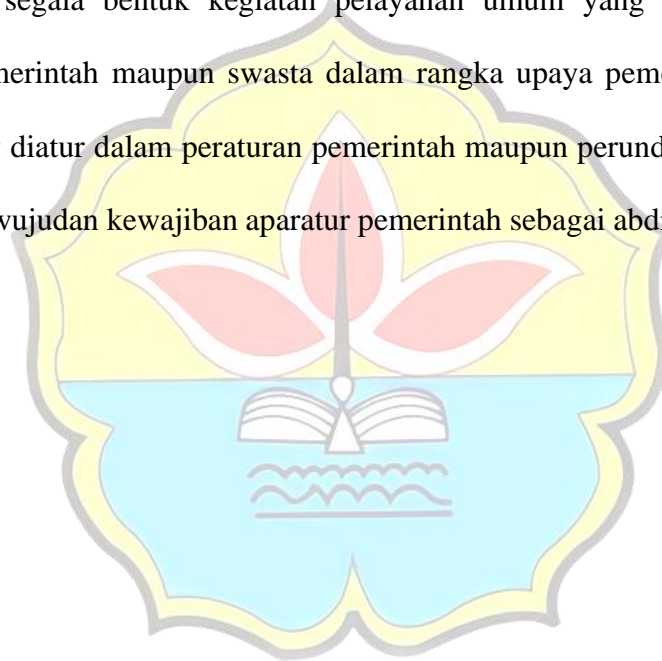 segala bentuk kegiatan pelayanan umum yang
merintah maupun swasta dalam rangka upaya peme
diatur dalam peraturan pemerintah maupun perund
wujudan kewajiban aparatur pemerintah sebagai abdi